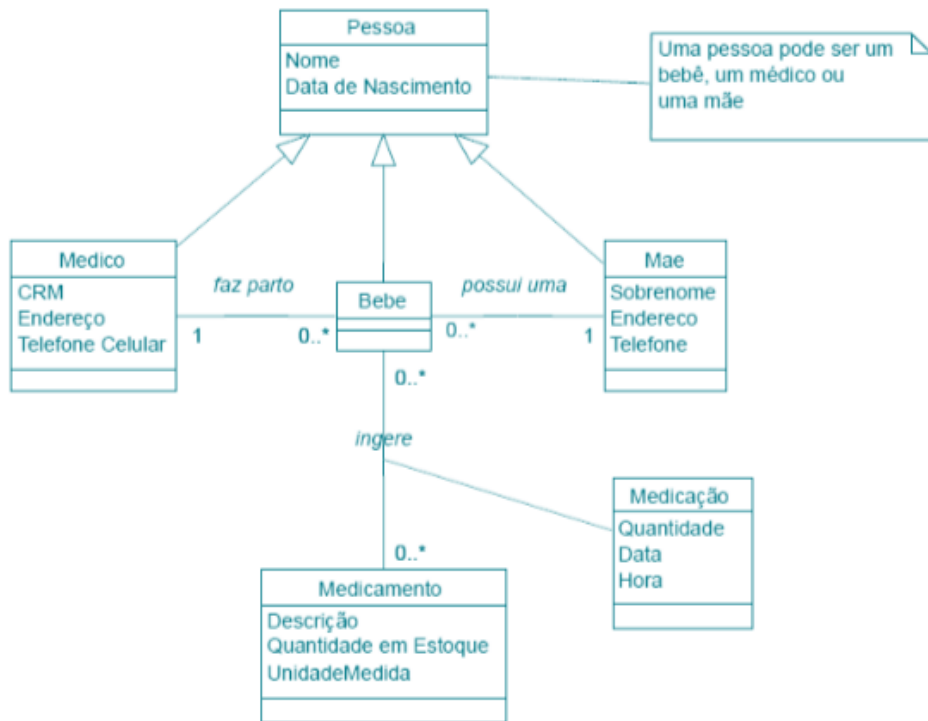 Pessoa
Nome
Data de Nascimento
Uma pessoa pode ser um
bebê, um médico ou
uma mãe
Medico
CRM
Endereço
Telefone Celular
faz parto
1
0..*
Bebe
possui uma
0..*
1
Mae
Sobrenome
Endereco
Telefone
0..*
ingere
0..*
Medicação
Quantidade
Data
Hora
Medicamento
Descrição
Quantidade em Estoque
UnidadeMedida